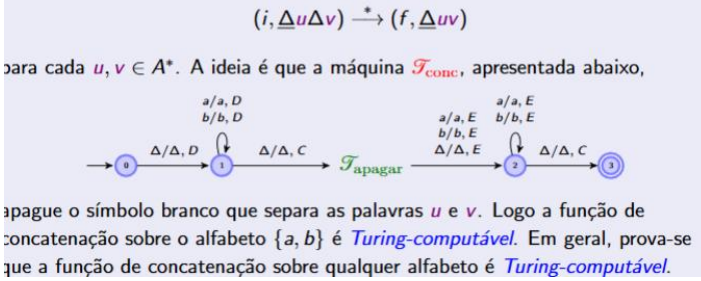 (i, Δ̲uΔv) —*→ (f, Δ̲uv)
para cada u, v ∈ A*. A ideia é que a máquina 𝒯conc, apresentada abaixo,
a/a, D
b/b, D
a/a, E
b/b, E
Δ/Δ, E
a/a, E
b/b, E
0 Δ/Δ, D 1 Δ/Δ, C 𝒯apagar 2 Δ/Δ, C 3
apague o símbolo branco que separa as palavras u e v. Logo a função de
concatenação sobre o alfabeto {a, b} é Turing-computável. Em geral, prova-se
que a função de concatenação sobre qualquer alfabeto é Turing-computável.